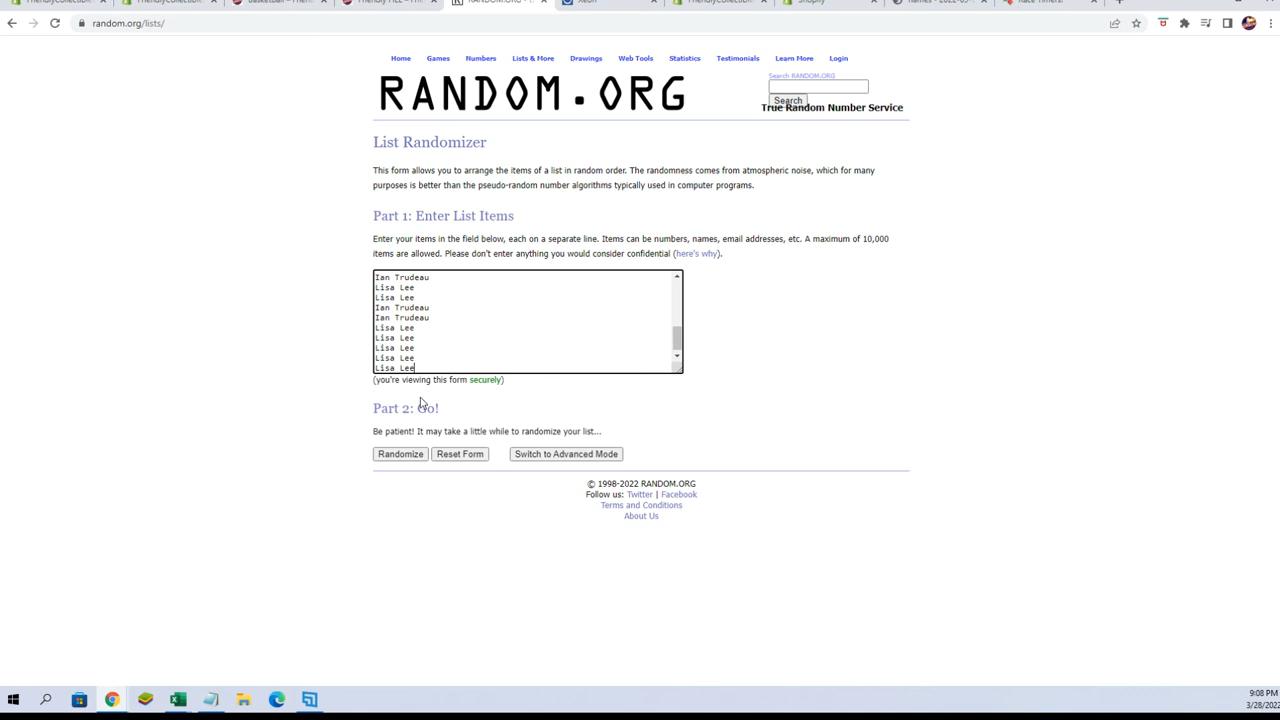 random.org/lists/
Home Games Numbers Lists & More Drawings Web Tools Statistics Testimonials Learn More Login
RANDOM.ORG
Search RANDOM.ORG
Search
True Random Number Service
List Randomizer
This form allows you to arrange the items of a list in random order. The randomness comes from atmospheric noise, which for many
purposes is better than the pseudo-random number algorithms typically used in computer programs.
Part 1: Enter List Items
Enter your items in the field below, each on a separate line. Items can be numbers, names, email addresses, etc. A maximum of 10,000
items are allowed. Please don't enter anything you would consider confidential (here's why).
Ian Trudeau
Lisa Lee
Lisa Lee
Ian Trudeau
Ian Trudeau
Lisa Lee
Lisa Lee
Lisa Lee
Lisa Lee
Lisa Lee
(you're viewing this form securely)
Part 2: Go!
Be patient! It may take a little while to randomize your list...
Randomize Reset Form Switch to Advanced Mode
© 1998-2022 RANDOM.ORG
Follow us: Twitter | Facebook
Terms and Conditions
About Us
9:08 PM
3/28/2022